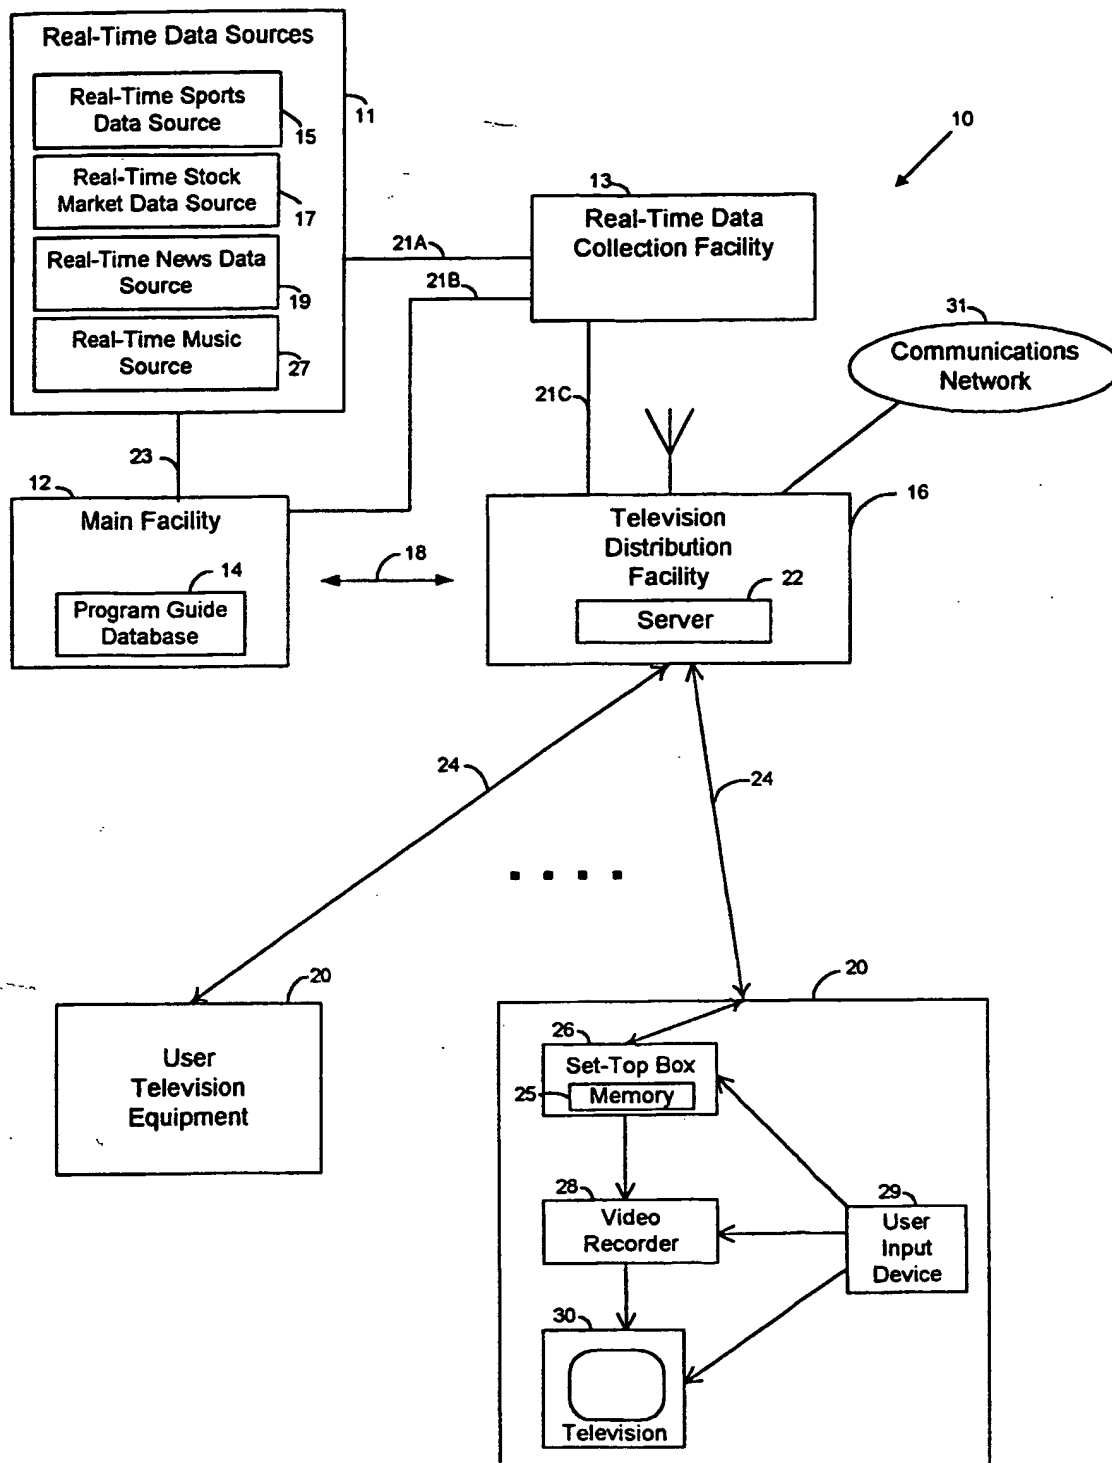 Real-Time Data Sources
Real-Time Sports
Data Source
15
11
Real-Time Stock
Market Data Source
17
Real-Time News Data
Source
19
Real-Time Music
Source
27
10
13
Real-Time Data
Collection Facility
21A
21B
21C
31
Communications
Network
23
12
Main Facility
14
Program Guide
Database
18
16
Television
Distribution
Facility
22
Server
24
24
20
User
Television
Equipment
20
26
Set-Top Box
25
Memory
28
Video
Recorder
29
User
Input
Device
30
Television